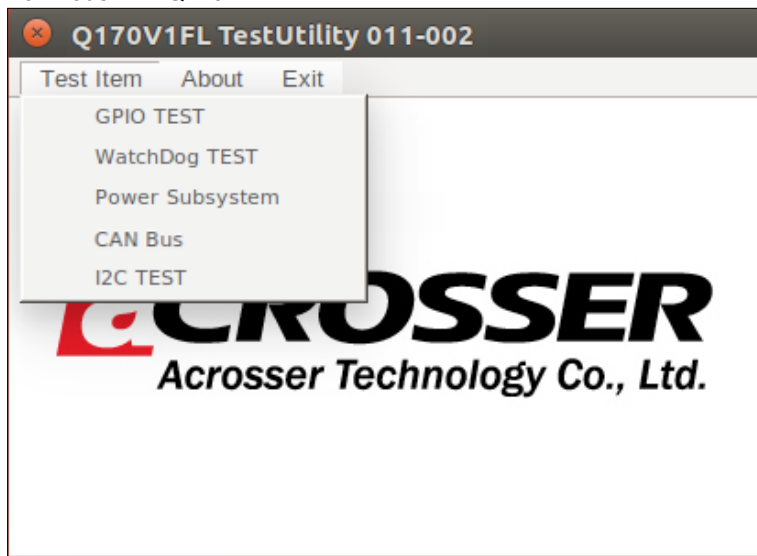 Q170V1FL TestUtility 011-002
Test Item About Exit
GPIO TEST
WatchDog TEST
Power Subsystem
CAN Bus
I2C TEST
aCROSSER
Acrosser Technology Co., Ltd.